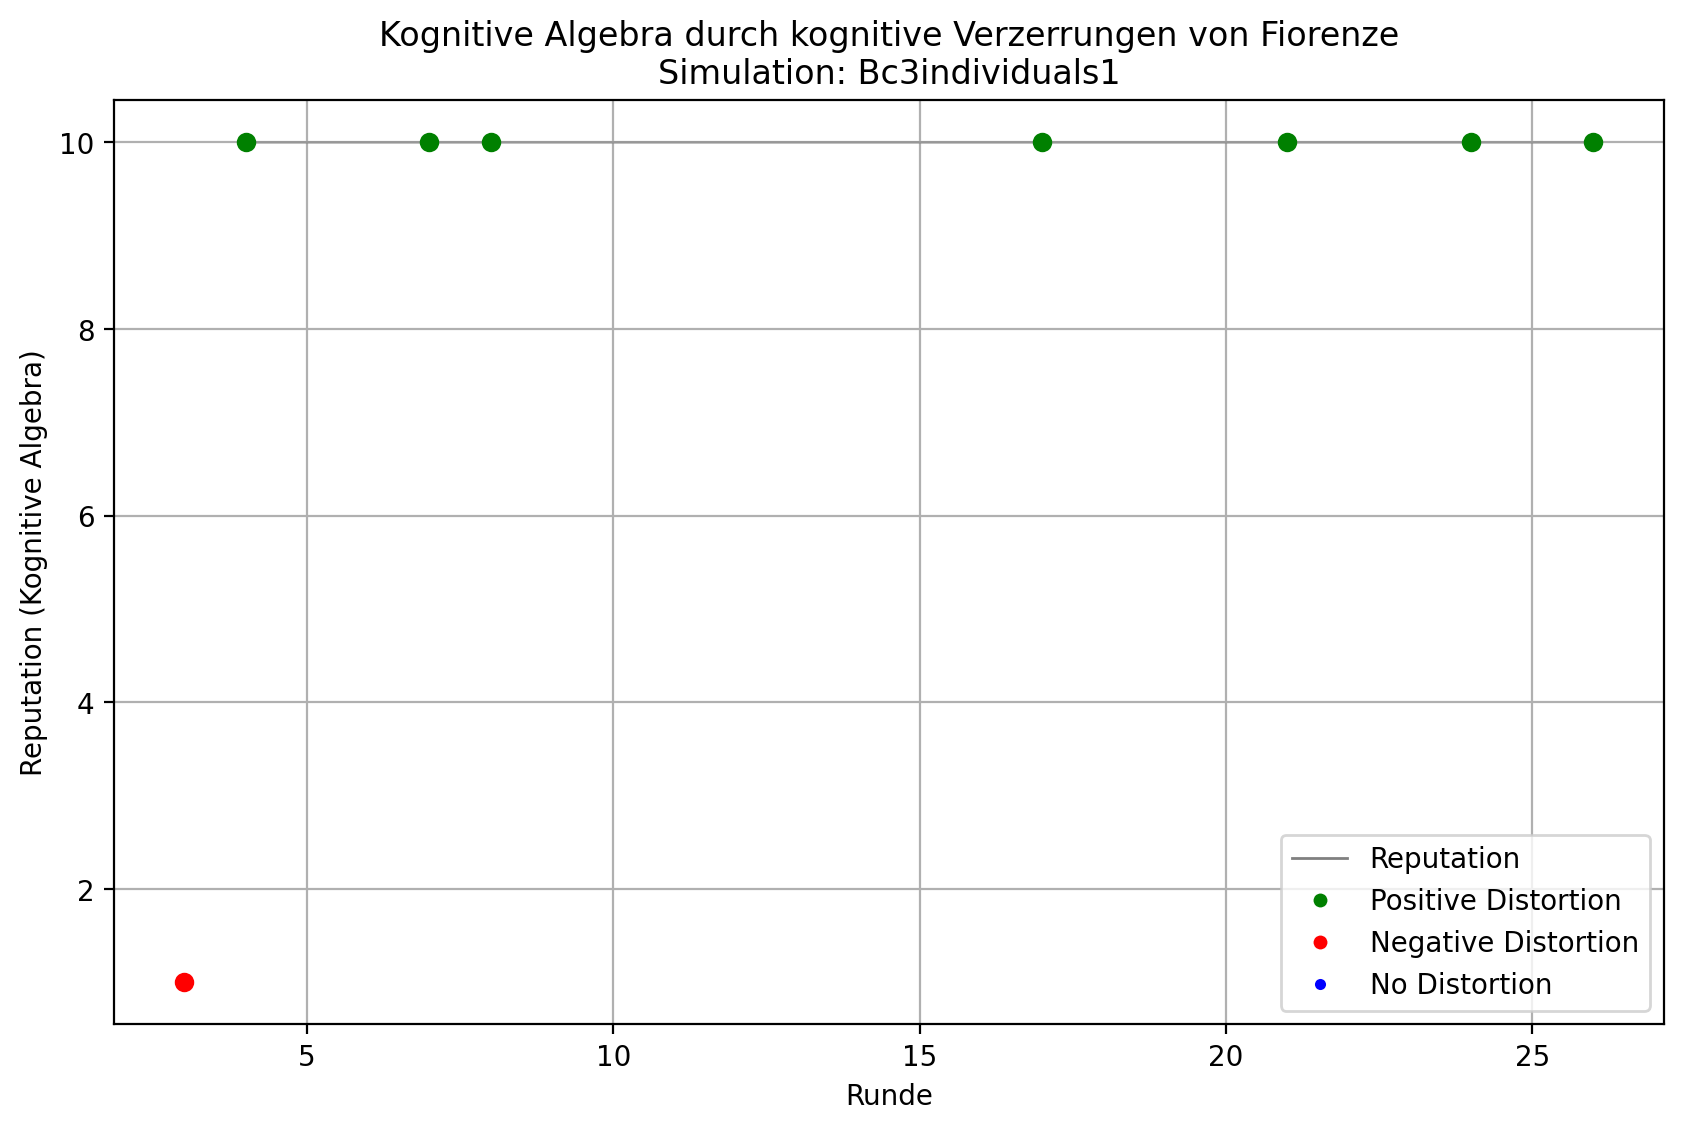 Kognitive Algebra durch kognitive Verzerrungen von Fiorenze
Simulation: Bc3individuals1
Reputation (Kognitive Algebra)
10
8
6
4
2
5
10
15
20
25
Runde
Reputation
Positive Distortion
Negative Distortion
No Distortion